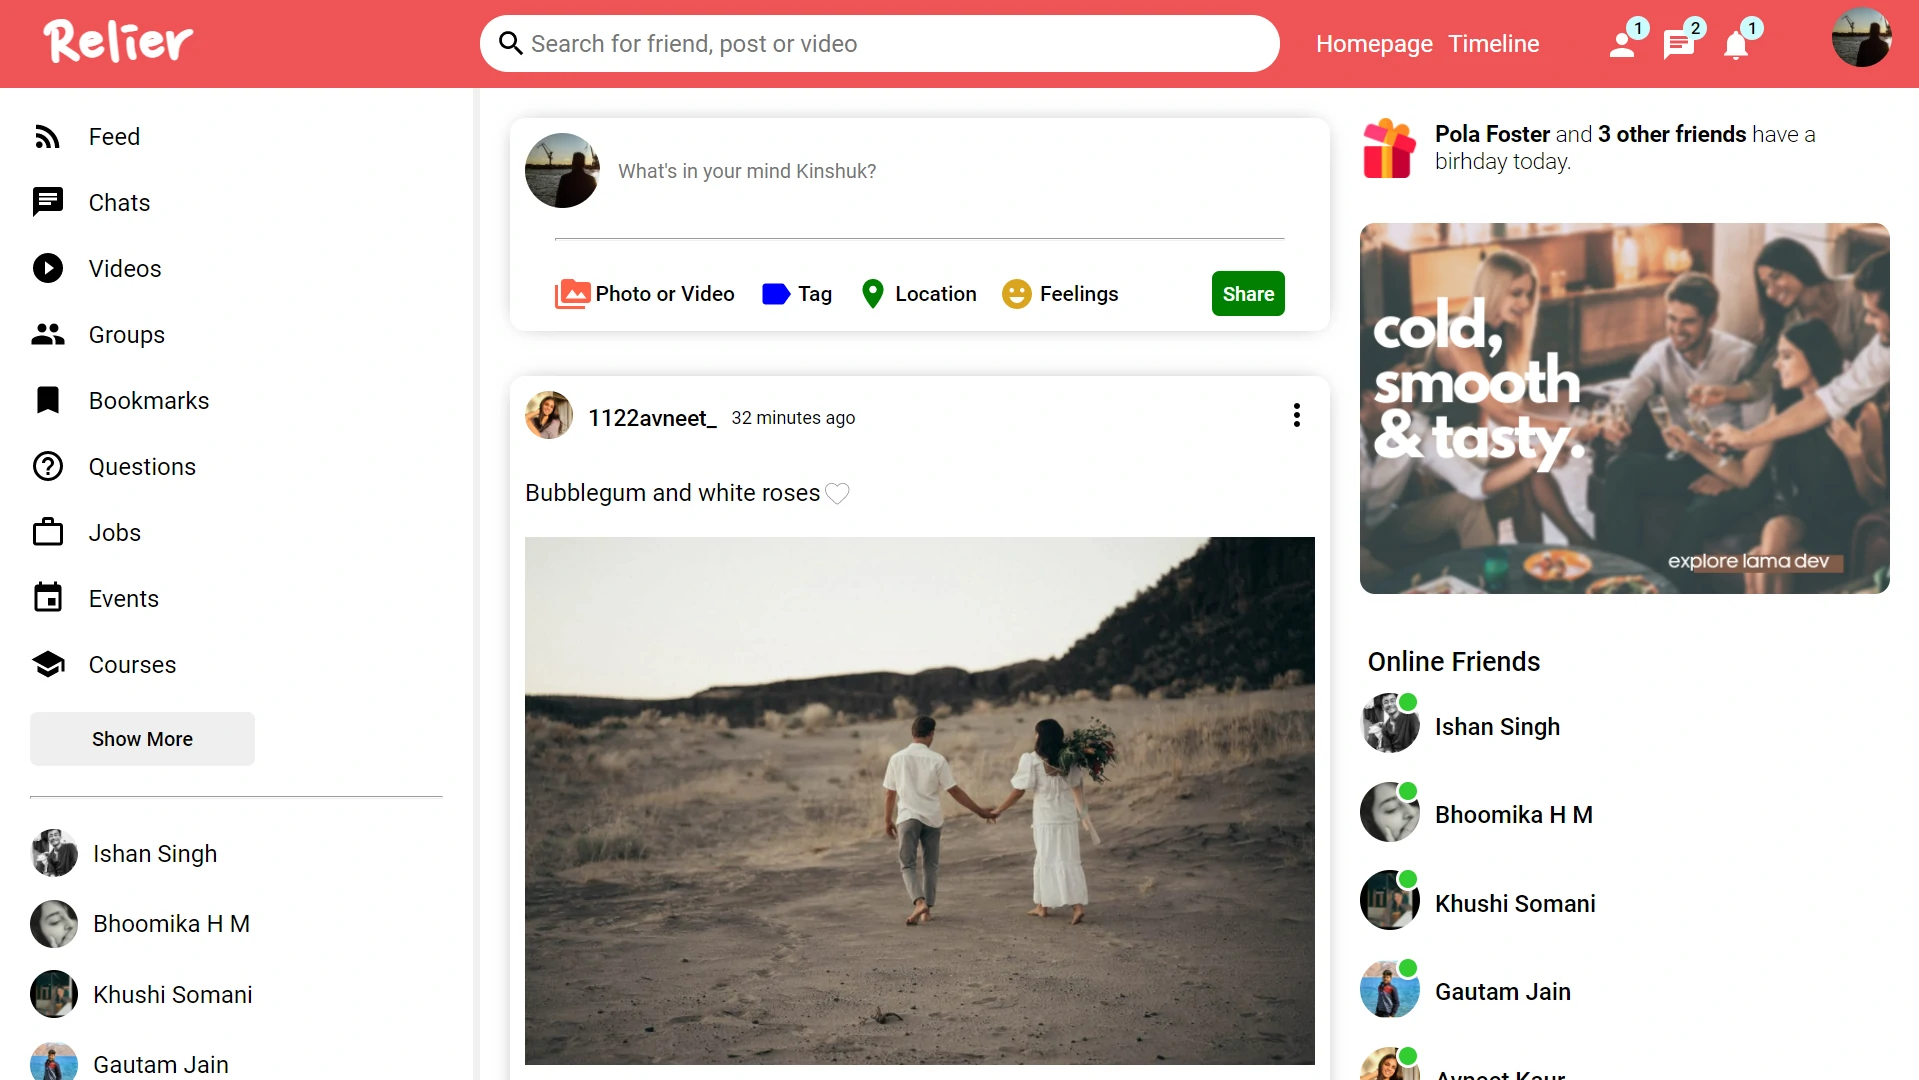 Relier
Search for friend, post or video
Homepage Timeline
1
2
1
Feed
Chats
Videos
Groups
Bookmarks
Questions
Jobs
Events
Courses
Show More
Ishan Singh
Bhoomika H M
Khushi Somani
Gautam Jain
What's in your mind Kinshuk?
Photo or Video
Tag
Location
Feelings
Share
1122avneet_ 32 minutes ago
Bubblegum and white roses♡
Pola Foster and 3 other friends have a
birhday today.
cold,
smooth
& tasty.
explore lama dev
Online Friends
Ishan Singh
Bhoomika H M
Khushi Somani
Gautam Jain
Avneet Kaur